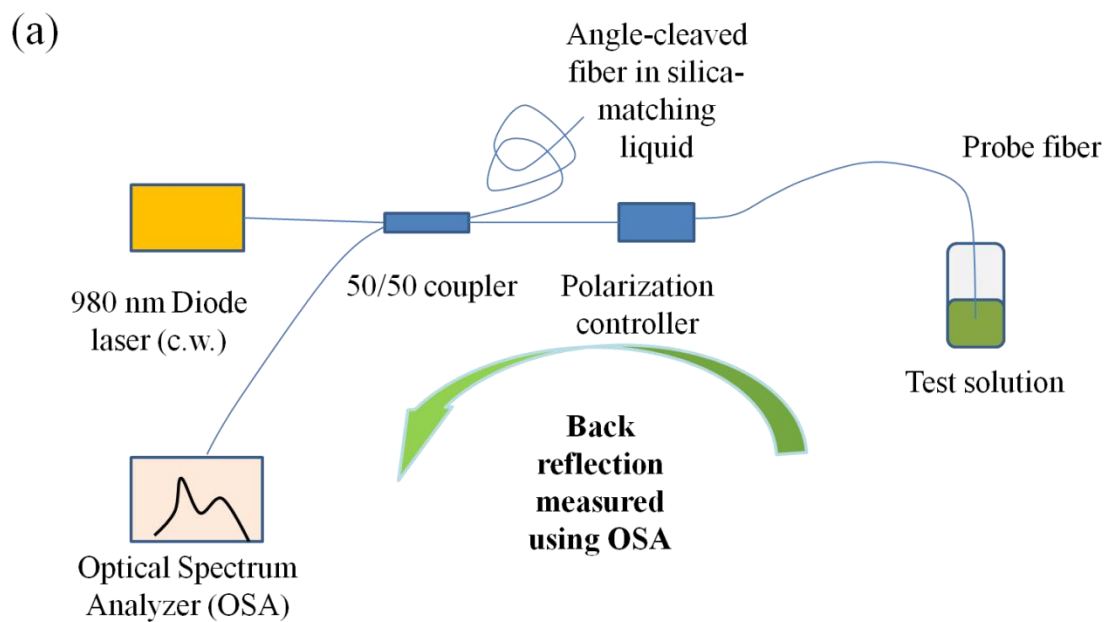 (a)
Angle-cleaved
fiber in silica-
matching
liquid
Probe fiber
980 nm Diode
laser (c.w.)
50/50 coupler
Polarization
controller
Test solution
Back
reflection
measured
using OSA
Optical Spectrum
Analyzer (OSA)